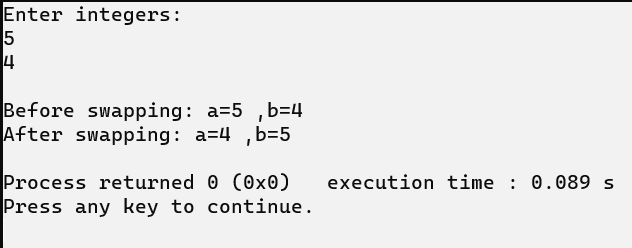 Enter integers:
5
4
Before swapping: a=5 ,b=4
After swapping: a=4 ,b=5
Process returned 0 (0x0)   execution time : 0.089 s
Press any key to continue.